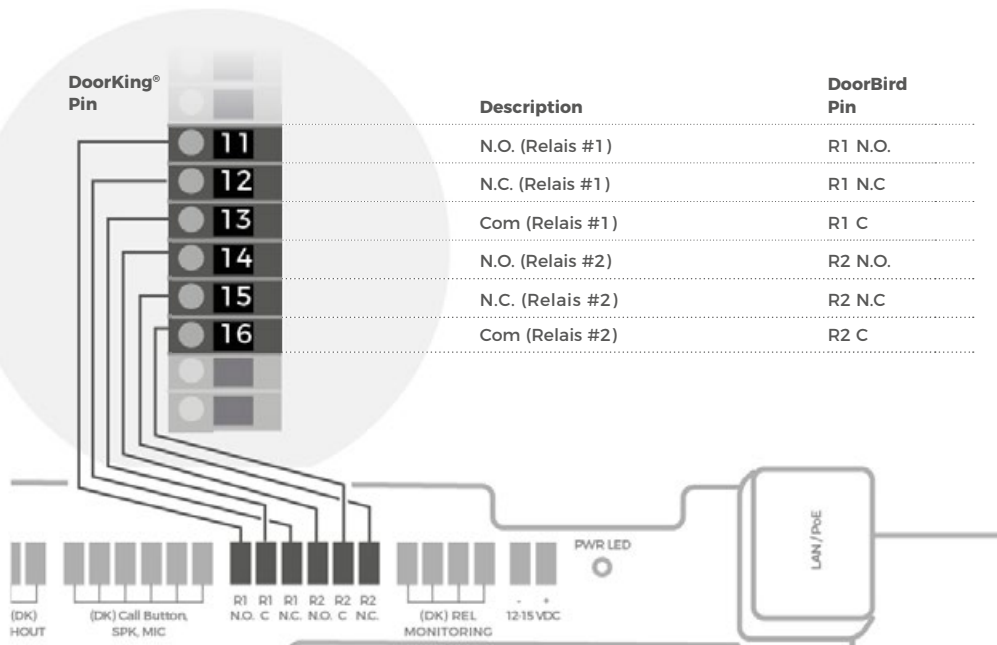 DoorKing®
Pin
Description
DoorBird
Pin
11 N.O. (Relais #1) R1 N.O.
12 N.C. (Relais #1) R1 N.C
13 Com (Relais #1) R1 C
14 N.O. (Relais #2) R2 N.O.
15 N.C. (Relais #2) R2 N.C
16 Com (Relais #2) R2 C
LAN / PoE
PWR LED
R1 R1 R1 R2 R2 R2
N.O. C N.C. N.O. C N.C.
- +
12-15 VDC
(DK)
HOUT
(DK) Call Button,
SPK, MIC
(DK) REL
MONITORING